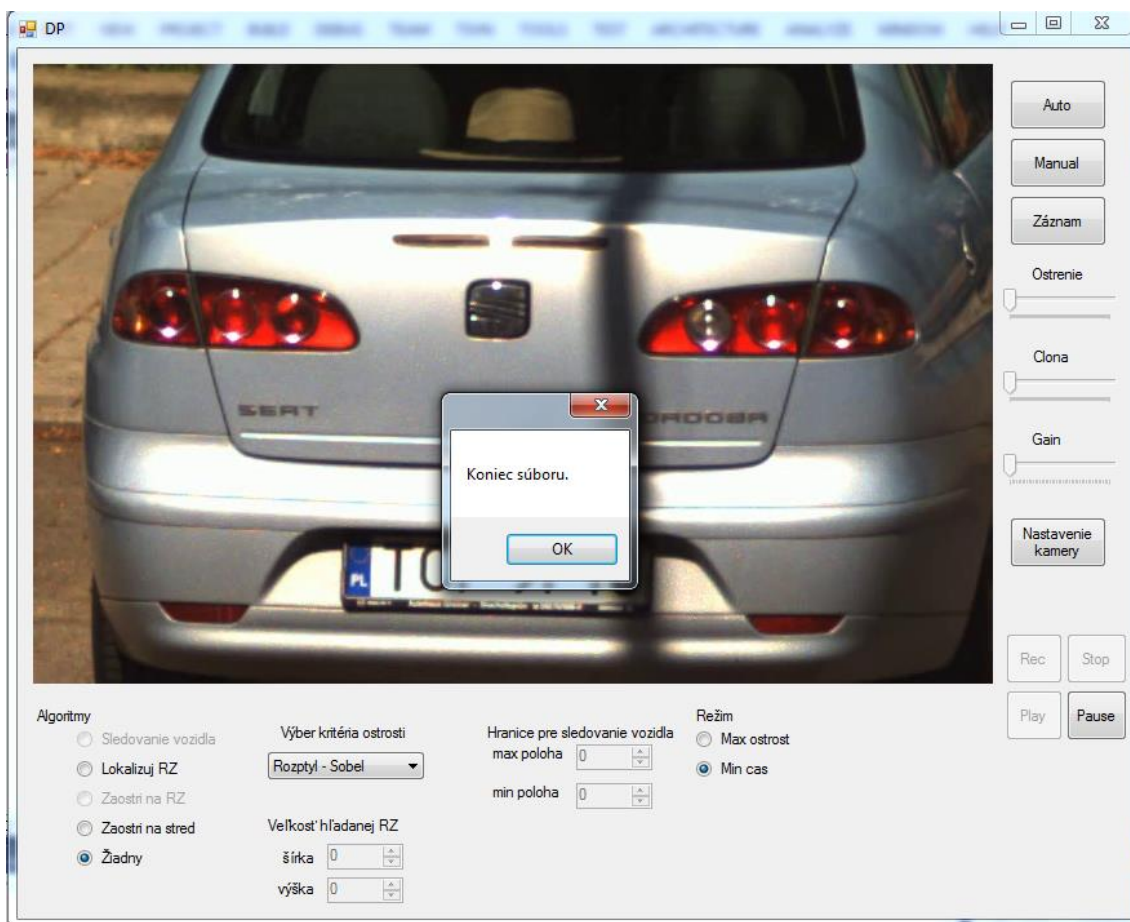 DP
Auto
Manual
Záznam
Ostrenie
Clona
Gain
Nastavenie
kamery
Rec Stop
Play Pause
SEAT
PL
Koniec súboru.
OK
Algoritmy
Sledovanie vozidla
Lokalizuj RZ
Zaostri na RZ
Zaostri na stred
Žiadny
Výber kritéria ostrosti
Rozptyl - Sobel
Veľkosť hľadanej RZ
šírka 0
výška 0
Hranice pre sledovanie vozidla
max poloha 0
min poloha 0
Režim
Max ostrost
Min cas